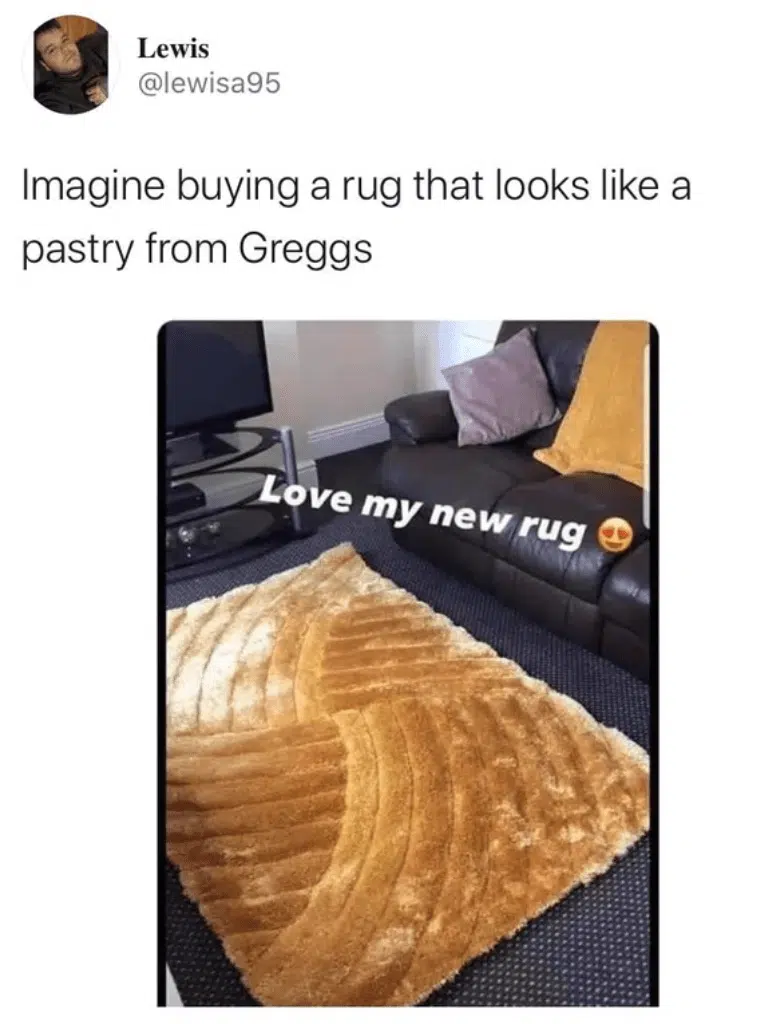 Lewis
@lewisa95
Imagine buying a rug that looks like a
pastry from Greggs
Love my new rug 😍